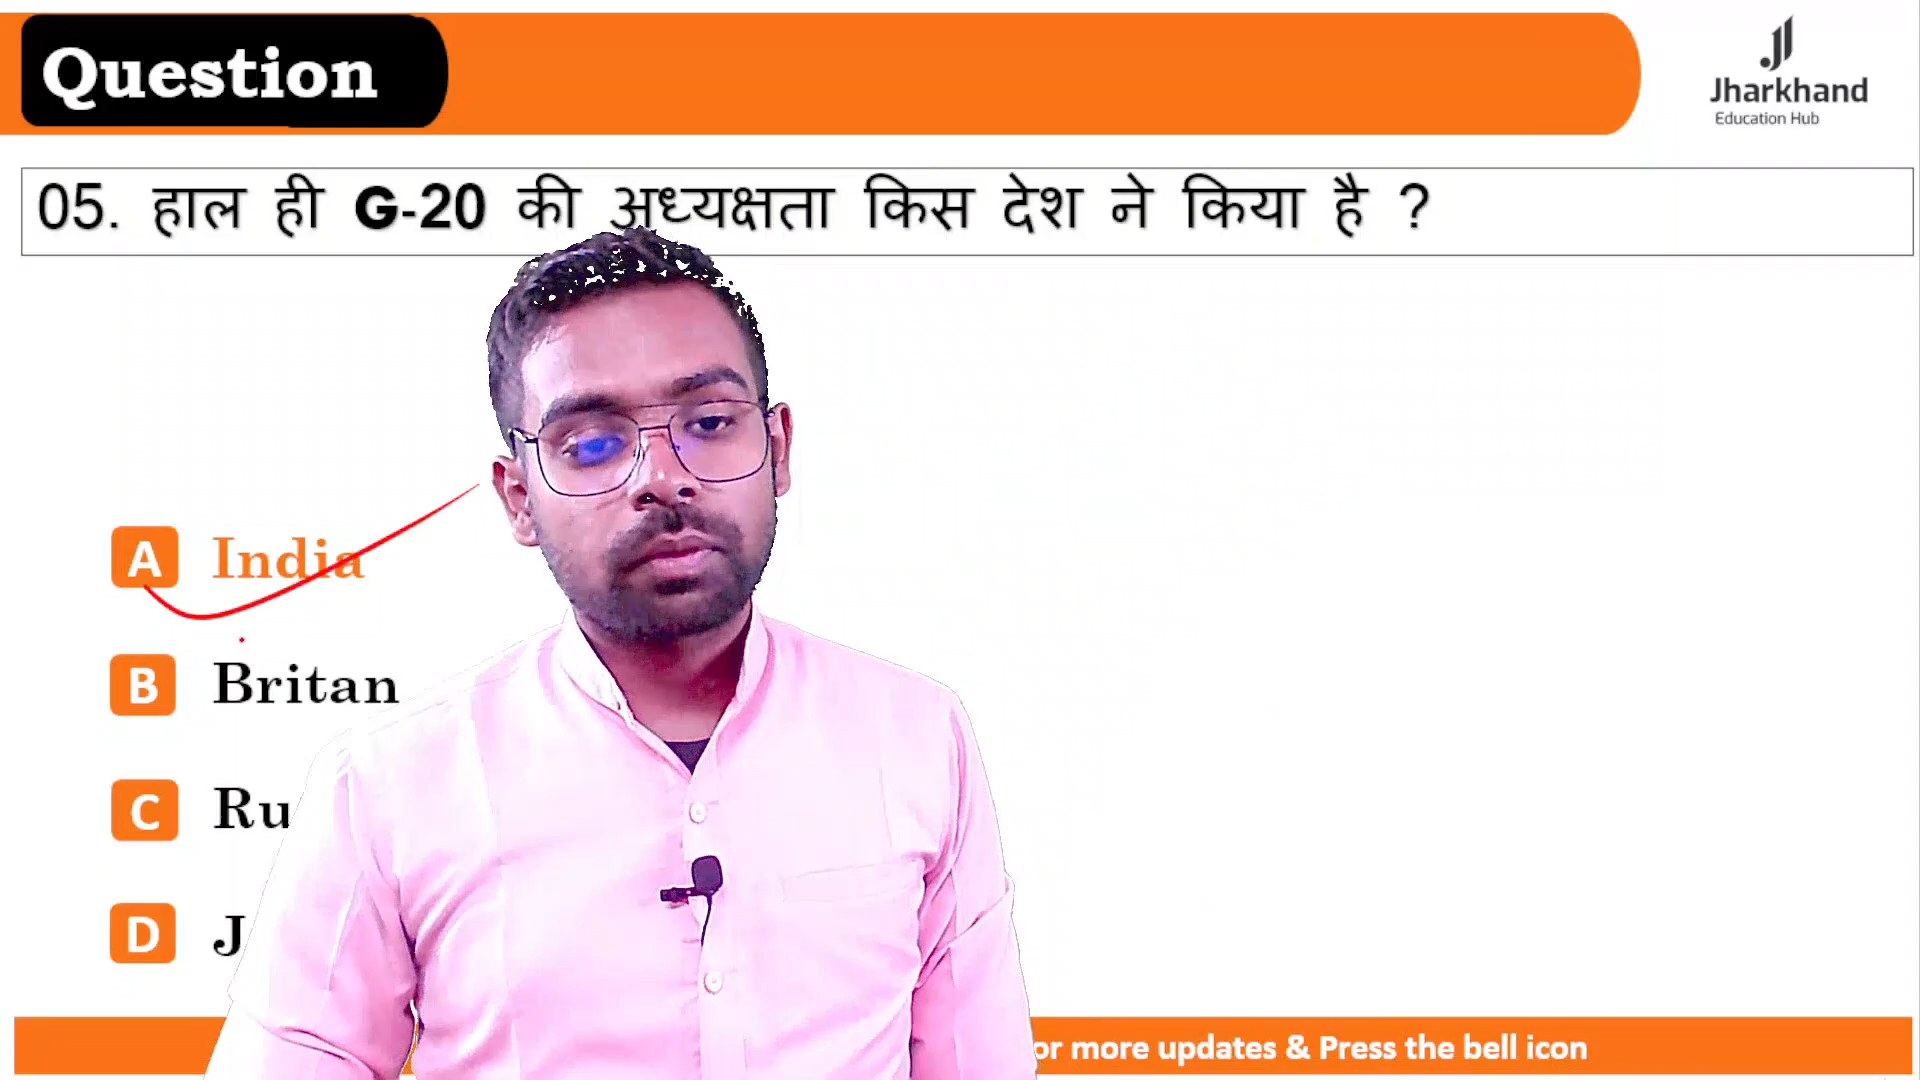 Question
Jharkhand
Education Hub
05. हाल ही G-20 की अध्यक्षता किस देश ने किया है ?
A India
B Britan
C Ru
D J
or more updates & Press the bell icon